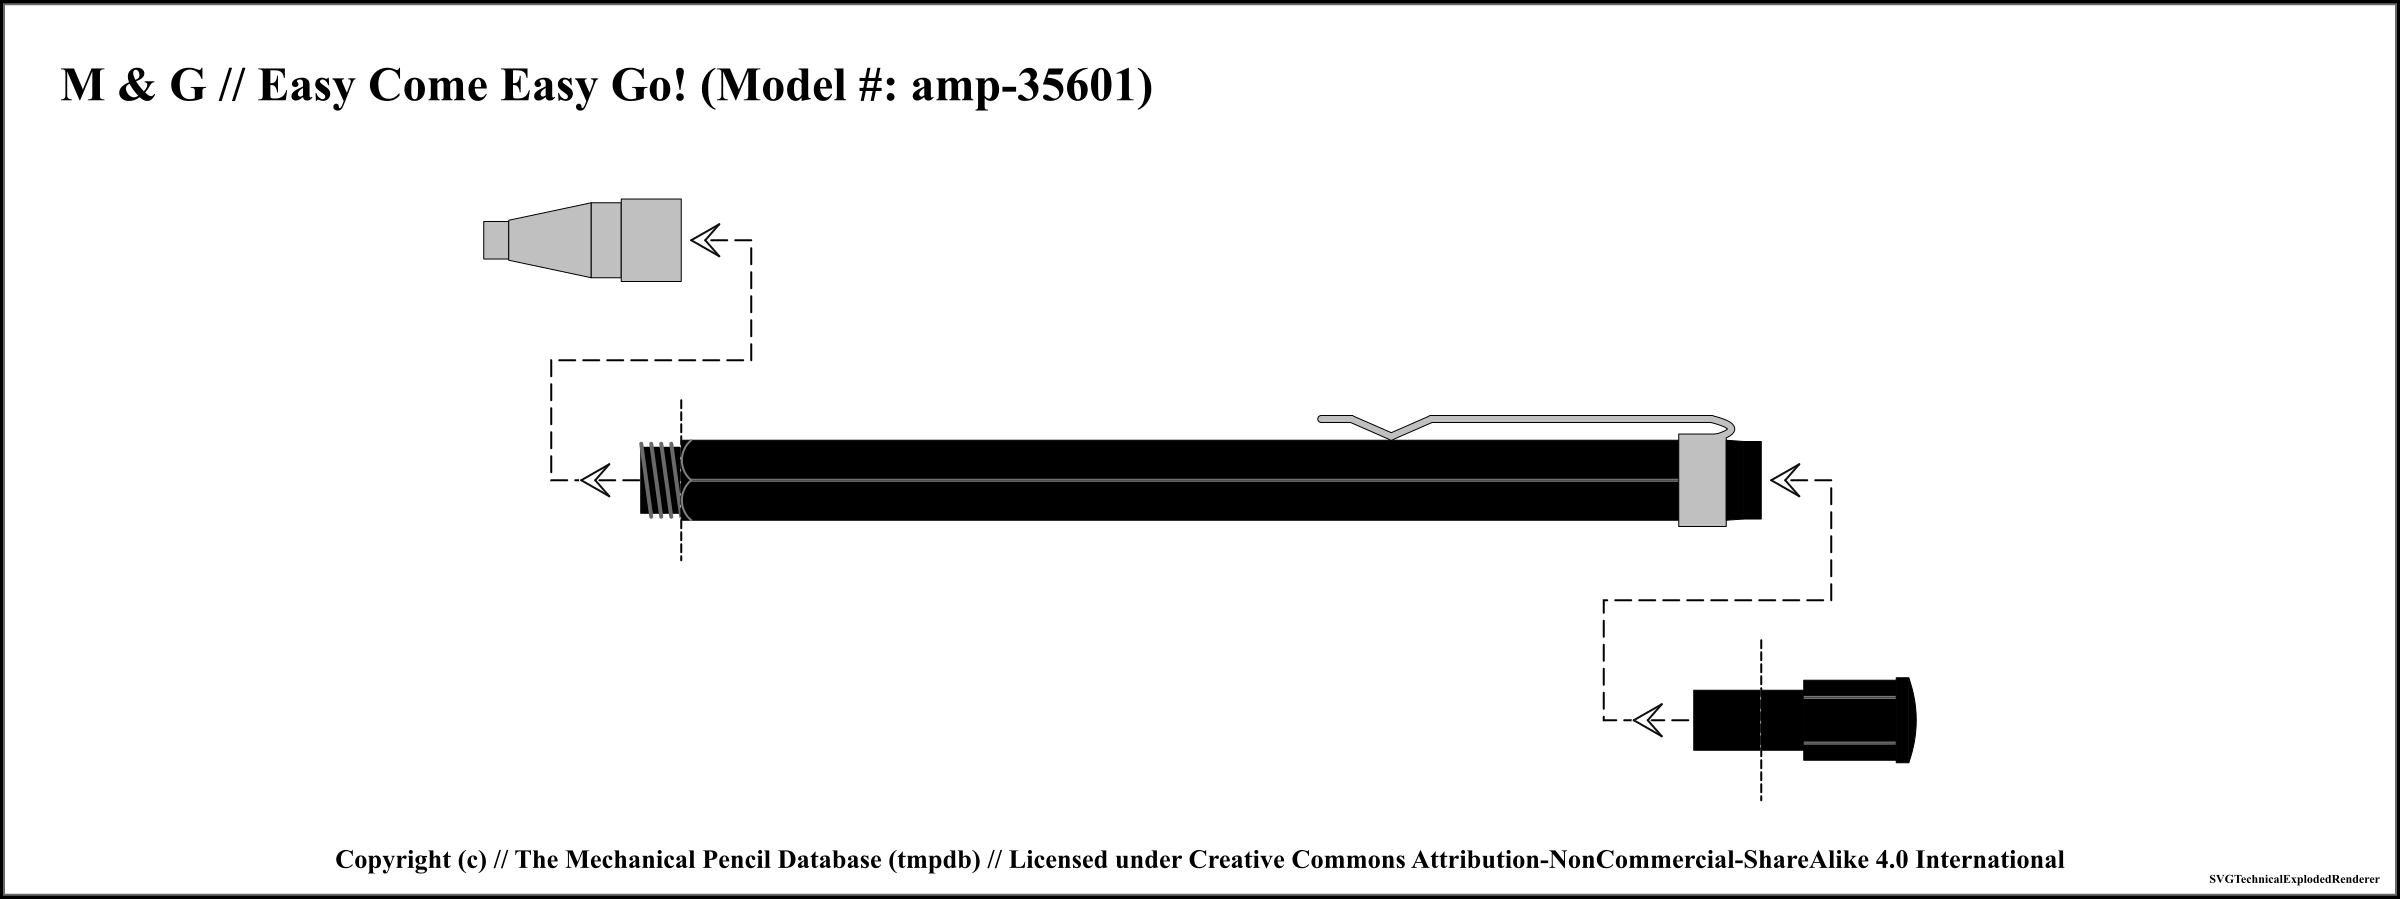 M & G // Easy Come Easy Go! (Model #: amp-35601)
Copyright (c) // The Mechanical Pencil Database (tmpdb) // Licensed under Creative Commons Attribution-NonCommercial-ShareAlike 4.0 International
SVGTechnicalExplodedRenderer